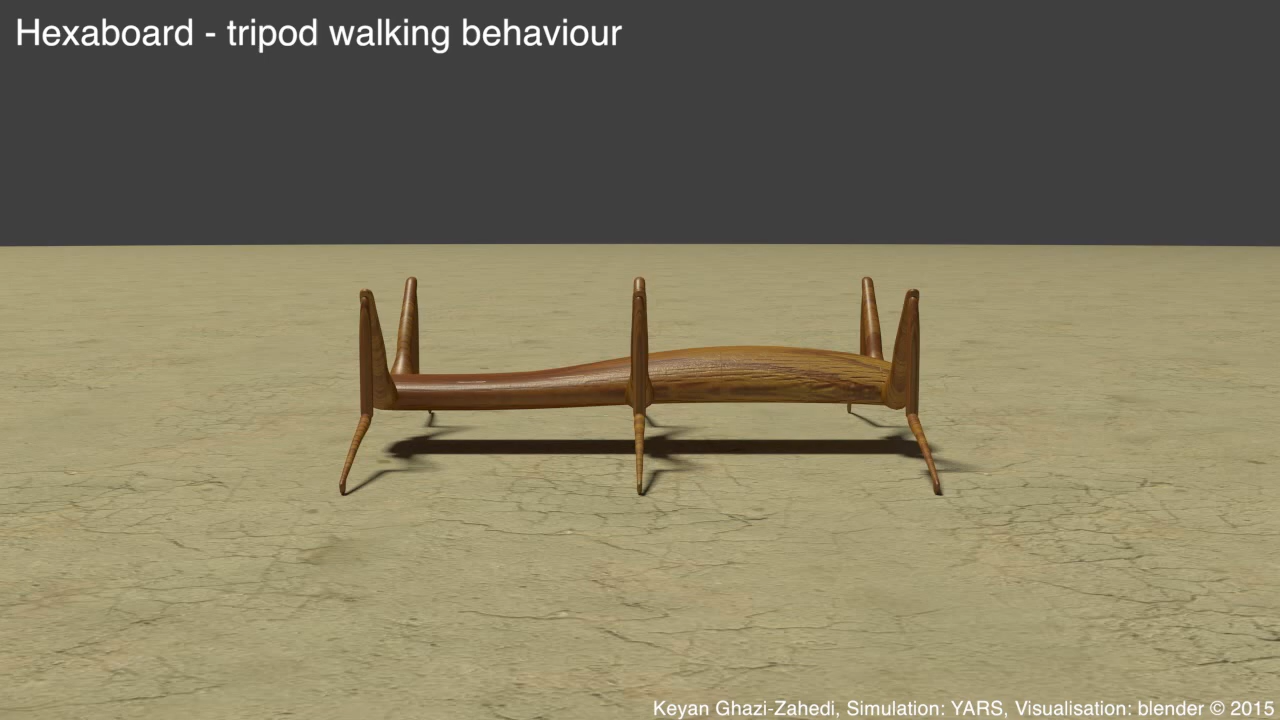 Hexaboard - tripod walking behaviour
Keyan Ghazi-Zahedi, Simulation: YARS, Visualisation: blender © 2015